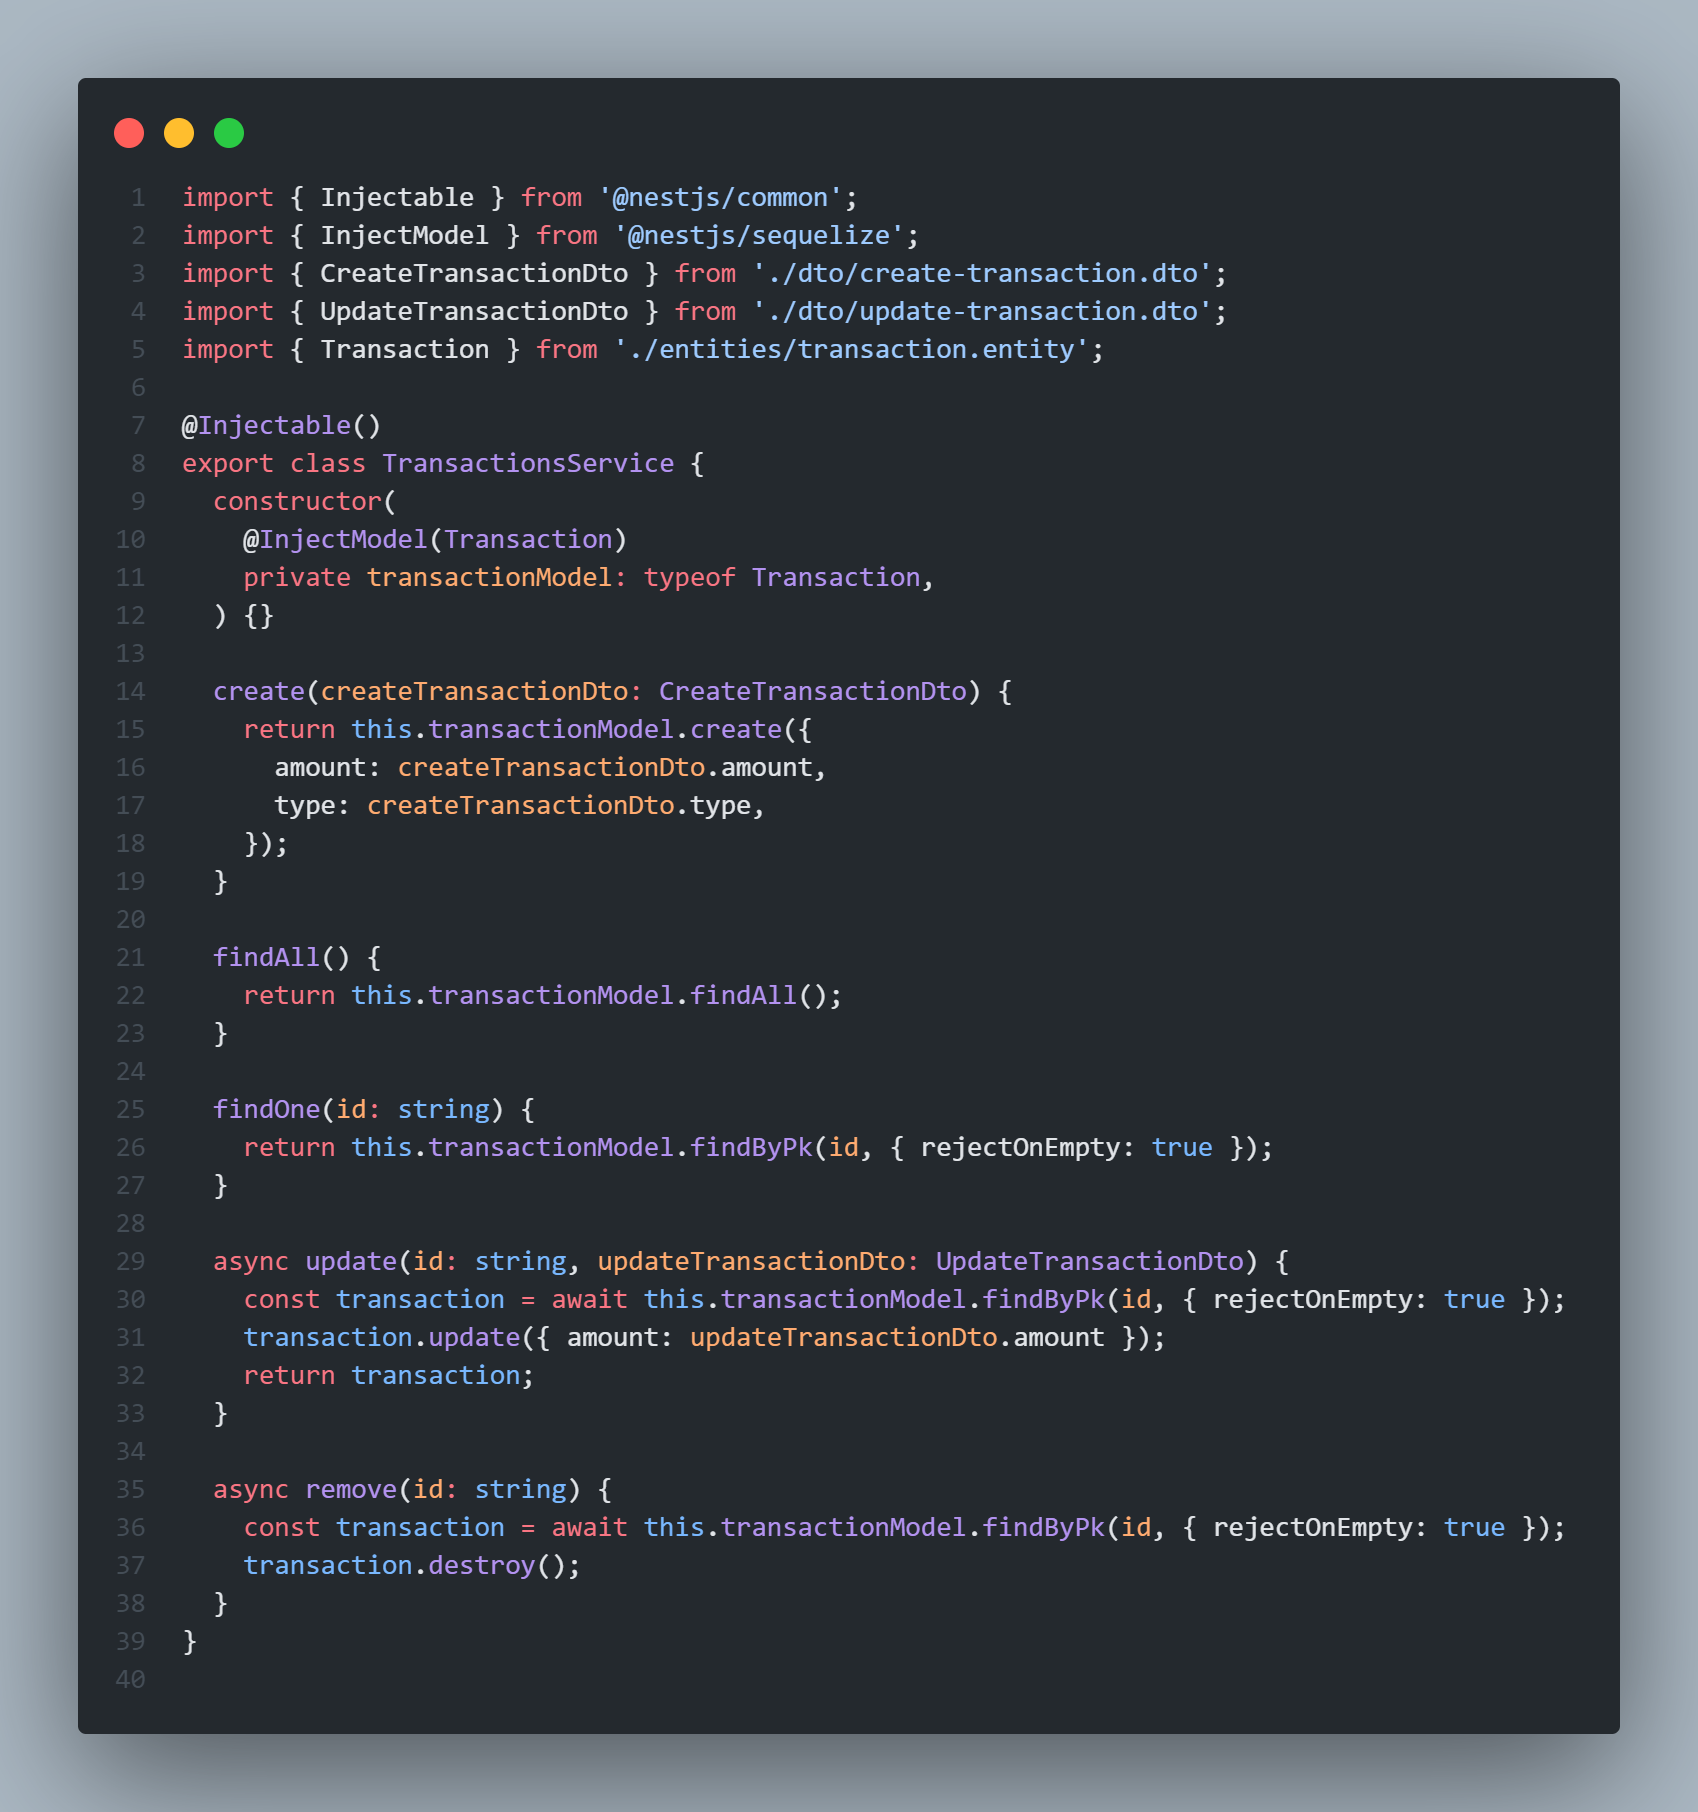 1 import { Injectable } from '@nestjs/common';
2 import { InjectModel } from '@nestjs/sequelize';
3 import { CreateTransactionDto } from './dto/create-transaction.dto';
4 import { UpdateTransactionDto } from './dto/update-transaction.dto';
5 import { Transaction } from './entities/transaction.entity';
6
7 @Injectable()
8 export class TransactionsService {
9   constructor(
10     @InjectModel(Transaction)
11     private transactionModel: typeof Transaction,
12   ) {}
13
14   create(createTransactionDto: CreateTransactionDto) {
15     return this.transactionModel.create({
16       amount: createTransactionDto.amount,
17       type: createTransactionDto.type,
18     });
19   }
20
21   findAll() {
22     return this.transactionModel.findAll();
23   }
24
25   findOne(id: string) {
26     return this.transactionModel.findByPk(id, { rejectOnEmpty: true });
27   }
28
29   async update(id: string, updateTransactionDto: UpdateTransactionDto) {
30     const transaction = await this.transactionModel.findByPk(id, { rejectOnEmpty: true });
31     transaction.update({ amount: updateTransactionDto.amount });
32     return transaction;
33   }
34
35   async remove(id: string) {
36     const transaction = await this.transactionModel.findByPk(id, { rejectOnEmpty: true });
37     transaction.destroy();
38   }
39 }
40